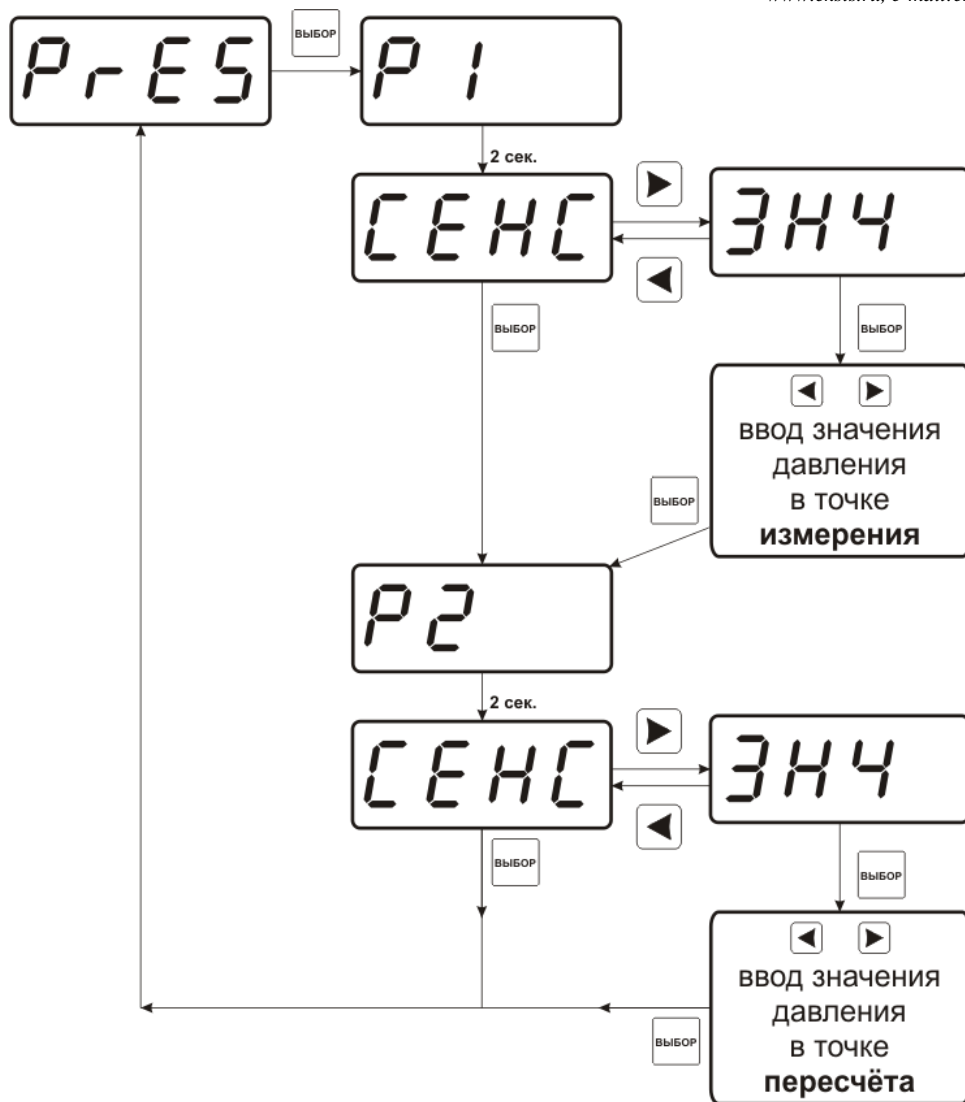 ВЫБОР
PrES
P1
2 сек.
СЕНС
ЗНЧ
ВЫБОР
ВЫБОР
ввод значения
давления
в точке
измерения
ВЫБОР
P2
2 сек.
СЕНС
ЗНЧ
ВЫБОР
ВЫБОР
ввод значения
давления
в точке
пересчёта
ВЫБОР